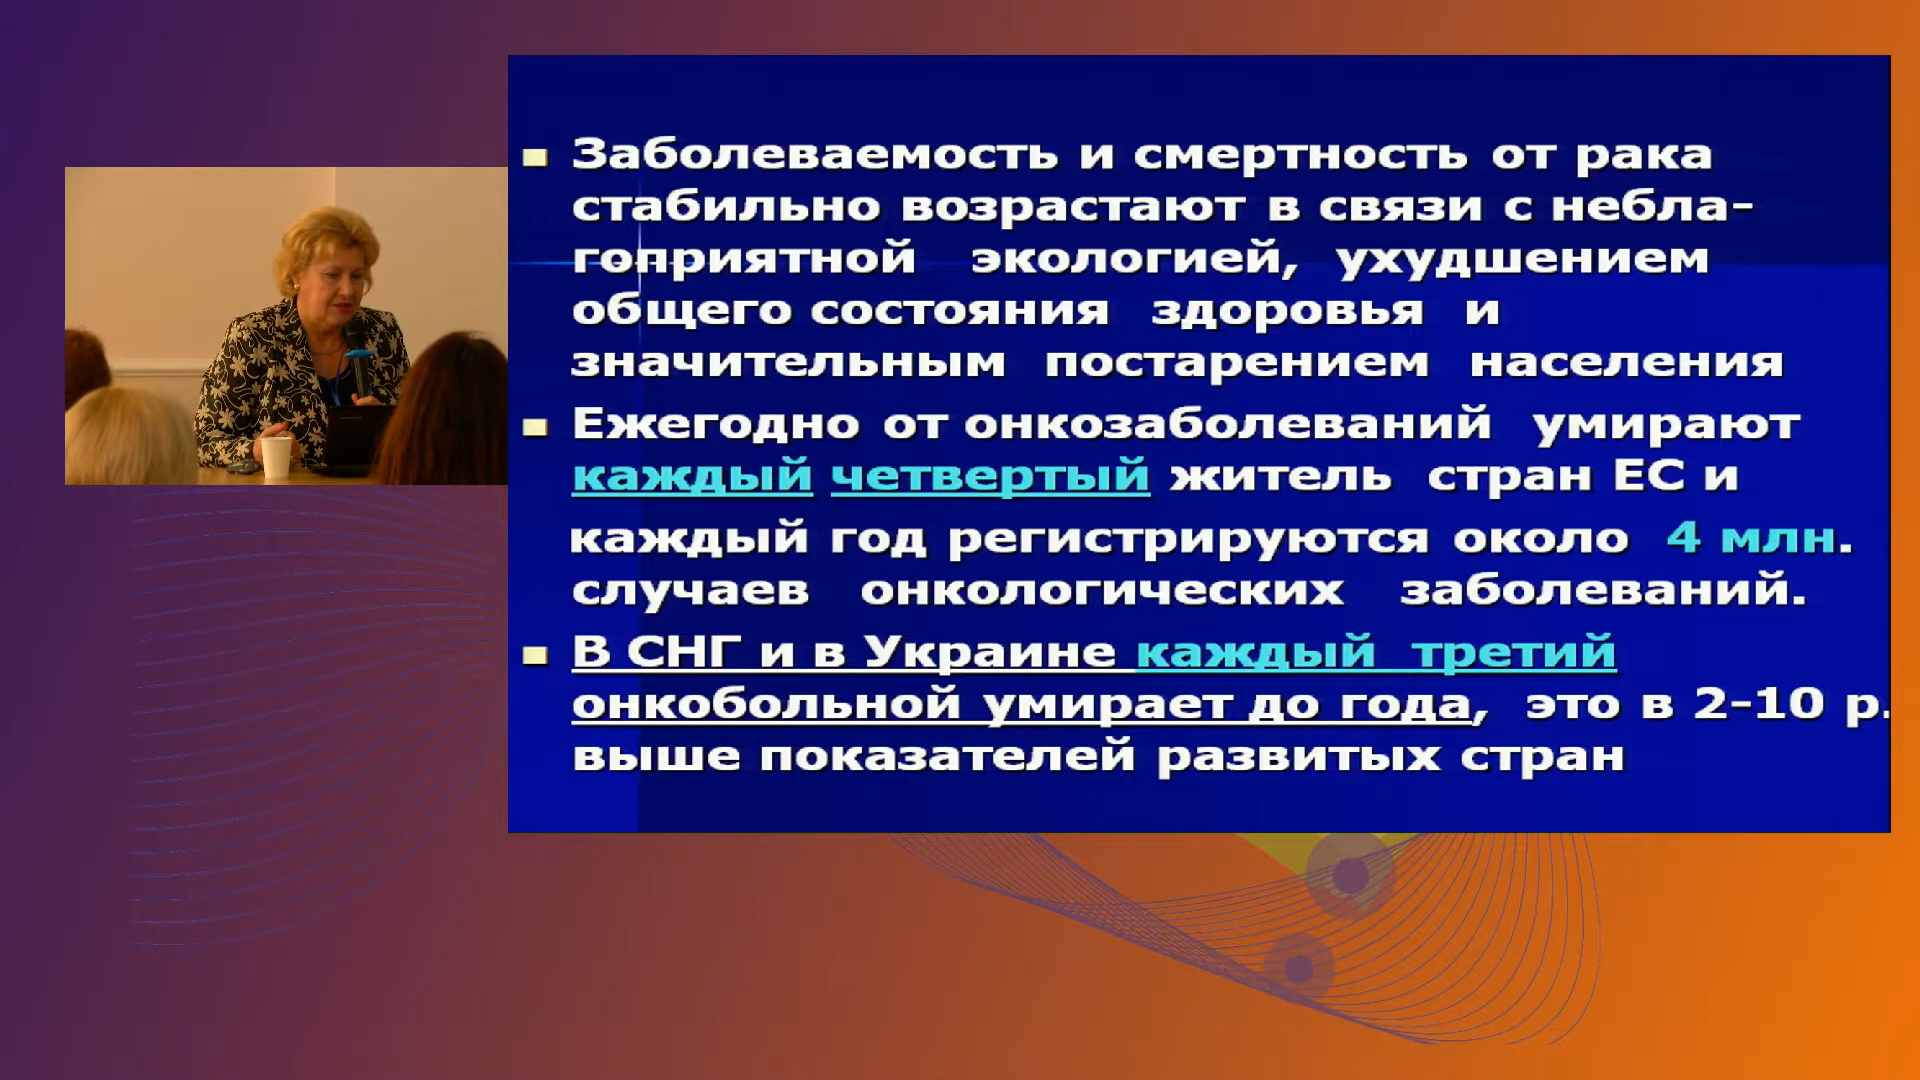 Заболеваемость и смертность от рака
стабильно возрастают в связи с небла-
гоприятной экологией, ухудшением
общего состояния здоровья и
значительным постарением населения
Ежегодно от онкозаболеваний умирают
каждый четвертый житель стран ЕС и
каждый год регистрируются около 4 млн.
случаев онкологических заболеваний.
В СНГ и в Украине каждый третий
онкобольной умирает до года, это в 2-10 р.
выше показателей развитых стран